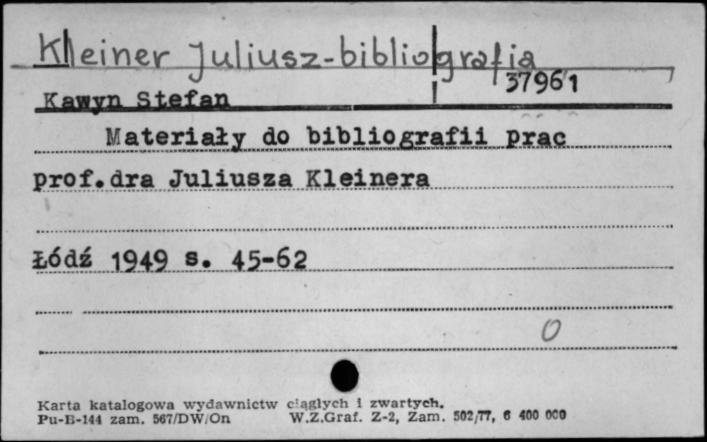 Kleiner Juliusz-bibliografia
37961
Kawyn Stefan
Materiały do bibliografii prac
prof.dra Juliusza Kleinera
Łódź 1949 s. 45-62
0
Karta katalogowa wydawnictw ciągłych i zwartych.
Pu-B-144 zam. 567/DW/On W.Z.Graf. Z-2, Zam. 502/77, 6 400 000